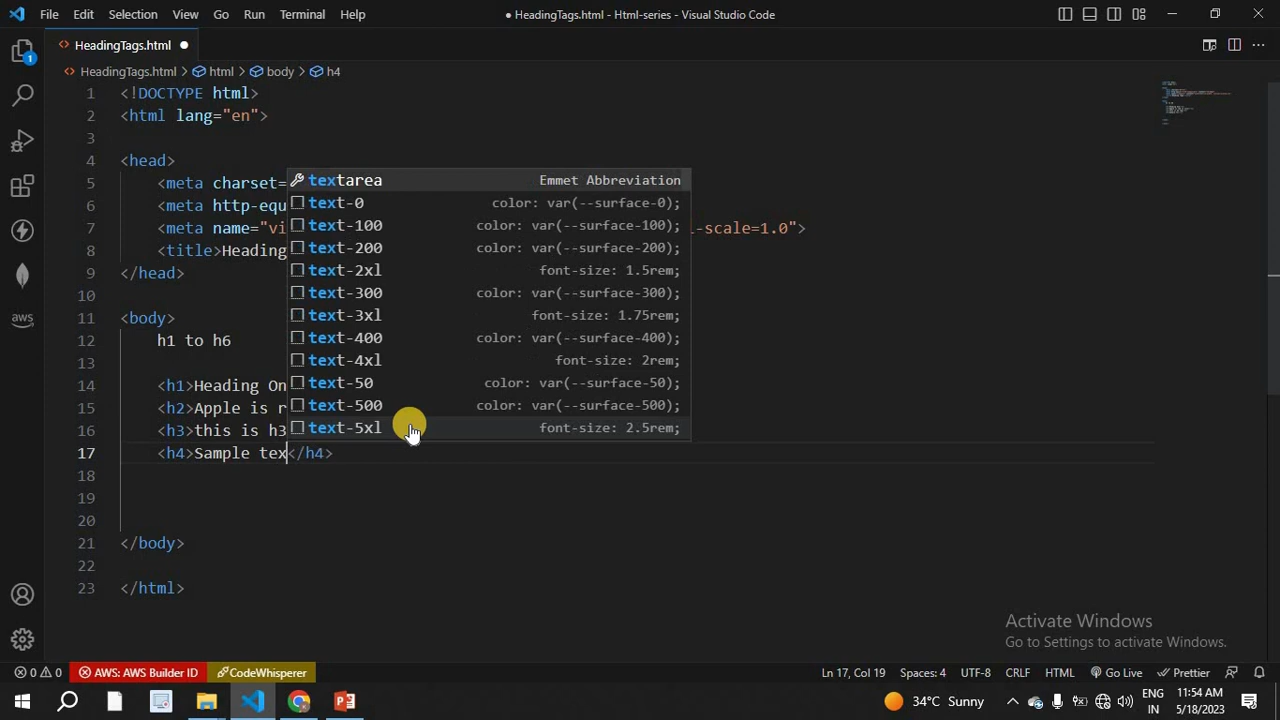 File Edit Selection View Go Run Terminal Help
● HeadingTags.html - Html-series - Visual Studio Code
HeadingTags.html
HeadingTags.html > html > body > h4
1 <!DOCTYPE html>
2 <html lang="en">
3
4 <head>
5 <meta charset=
6 <meta http-equ
7 <meta name="vi l-scale=1.0">
8 <title>Heading
9 </head>
10
11 <body>
12 h1 to h6
13
14 <h1>Heading On
15 <h2>Apple is r
16 <h3>this is h3
17 <h4>Sample tex</h4>
18
19
20
21 </body>
22
23 </html>
textarea Emmet Abbreviation
text-0 color: var(--surface-0);
text-100 color: var(--surface-100);
text-200 color: var(--surface-200);
text-2xl font-size: 1.5rem;
text-300 color: var(--surface-300);
text-3xl font-size: 1.75rem;
text-400 color: var(--surface-400);
text-4xl font-size: 2rem;
text-50 color: var(--surface-50);
text-500 color: var(--surface-500);
text-5xl font-size: 2.5rem;
1
aws
Activate Windows
Go to Settings to activate Windows.
0 0 AWS: AWS Builder ID CodeWhisperer Ln 17, Col 19 Spaces: 4 UTF-8 CRLF HTML Go Live Prettier
34°C Sunny
ENG
IN
11:54 AM
5/18/2023